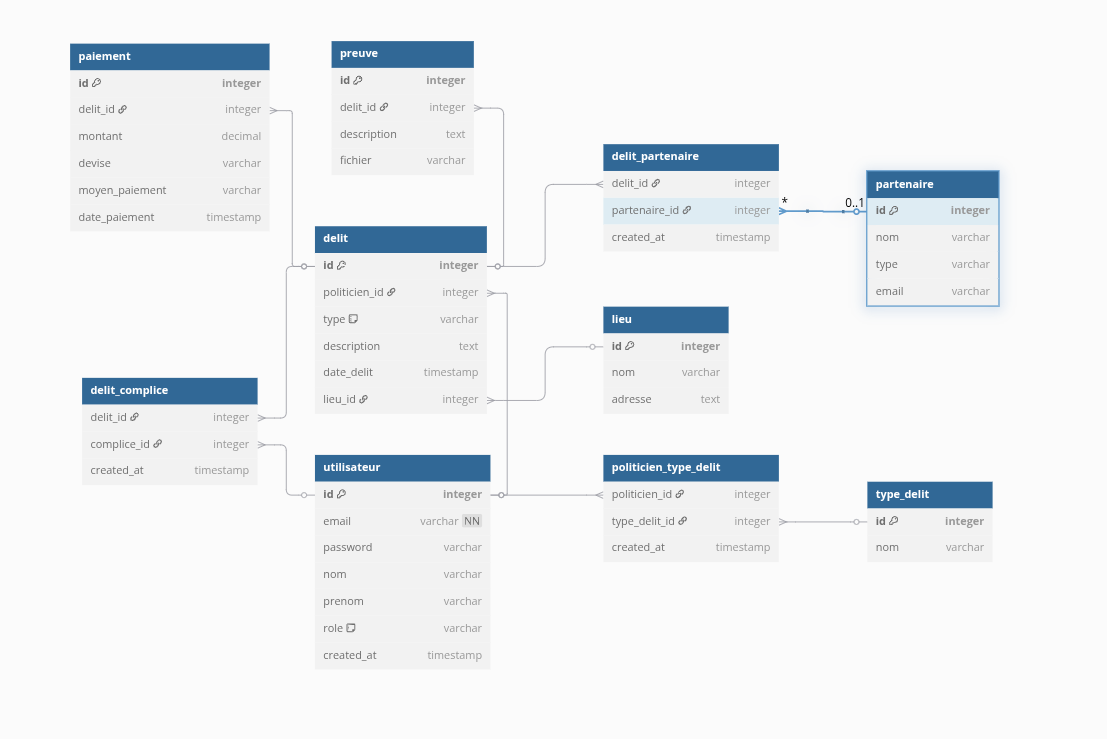 paiement
id integer
delit_id integer
montant decimal
devise varchar
moyen_paiement varchar
date_paiement timestamp
preuve
id integer
delit_id integer
description text
fichier varchar
delit_partenaire
delit_id integer
partenaire_id integer
created_at timestamp
* 0..1
partenaire
id integer
nom varchar
type varchar
email varchar
delit
id integer
politicien_id integer
type varchar
description text
date_delit timestamp
lieu_id integer
lieu
id integer
nom varchar
adresse text
delit_complice
delit_id integer
complice_id integer
created_at timestamp
utilisateur
id integer
email varchar NN
password varchar
nom varchar
prenom varchar
role varchar
created_at timestamp
politicien_type_delit
politicien_id integer
type_delit_id integer
created_at timestamp
type_delit
id integer
nom varchar